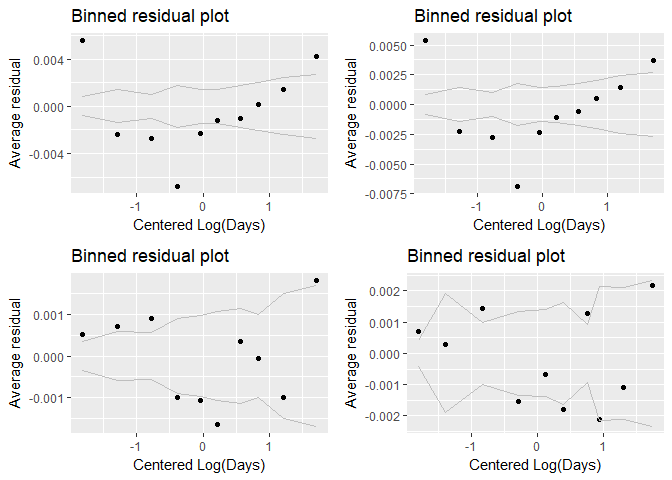 Binned residual plot
Average residual
0.004
0.000
-0.004
-1
0
1
Centered Log(Days)
Binned residual plot
Average residual
0.0050
0.0025
0.0000
-0.0025
-0.0050
-0.0075
-1
0
1
Centered Log(Days)
Binned residual plot
Average residual
0.001
0.000
-0.001
-1
0
1
Centered Log(Days)
Binned residual plot
Average residual
0.002
0.001
0.000
-0.001
-0.002
-1
0
1
Centered Log(Days)